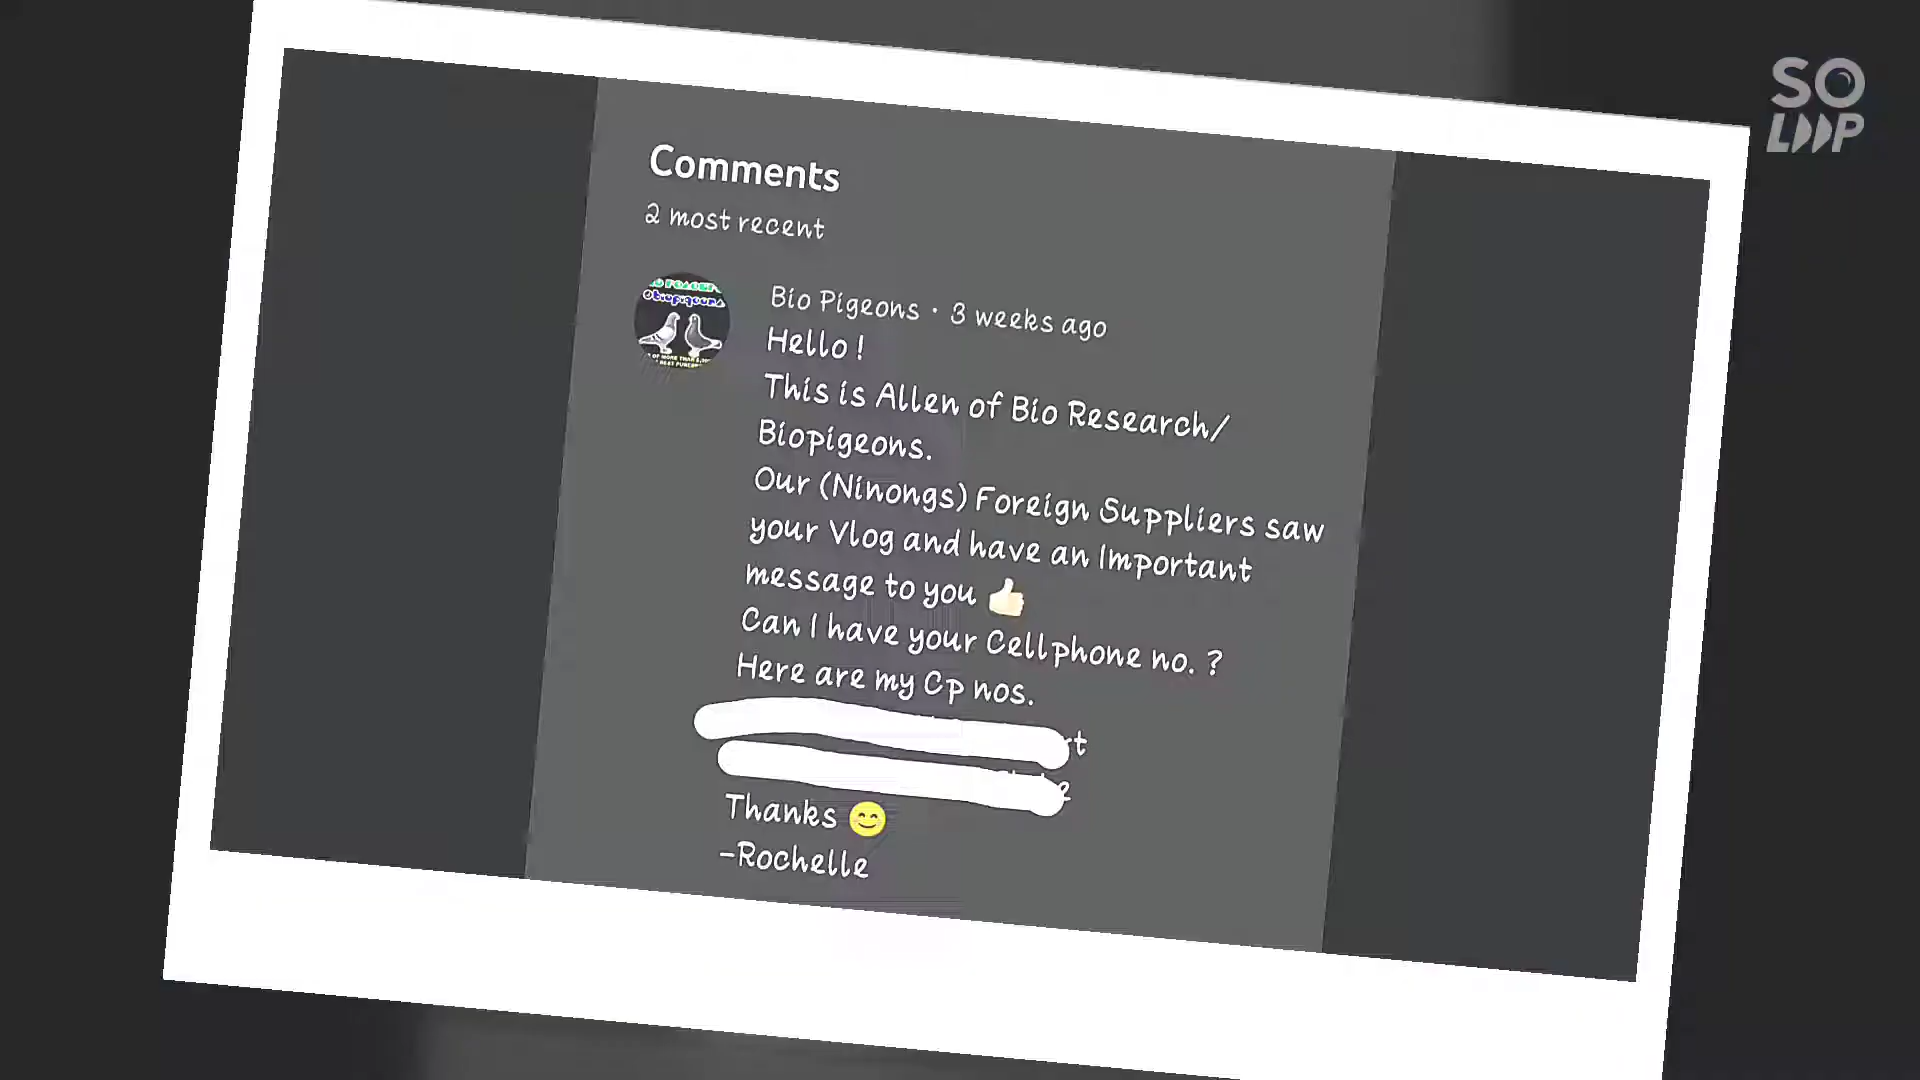 SO
LOOP
Comments
2 most recent
Bio Pigeons · 3 weeks ago
Hello !
This is Allen of Bio Research/
Biopigeons.
Our (Ninongs) Foreign Suppliers saw
your Vlog and have an Important
message to you 👍🏻
Can I have your Cellphone no. ?
Here are my Cp nos.
Thanks 😊
-Rochelle